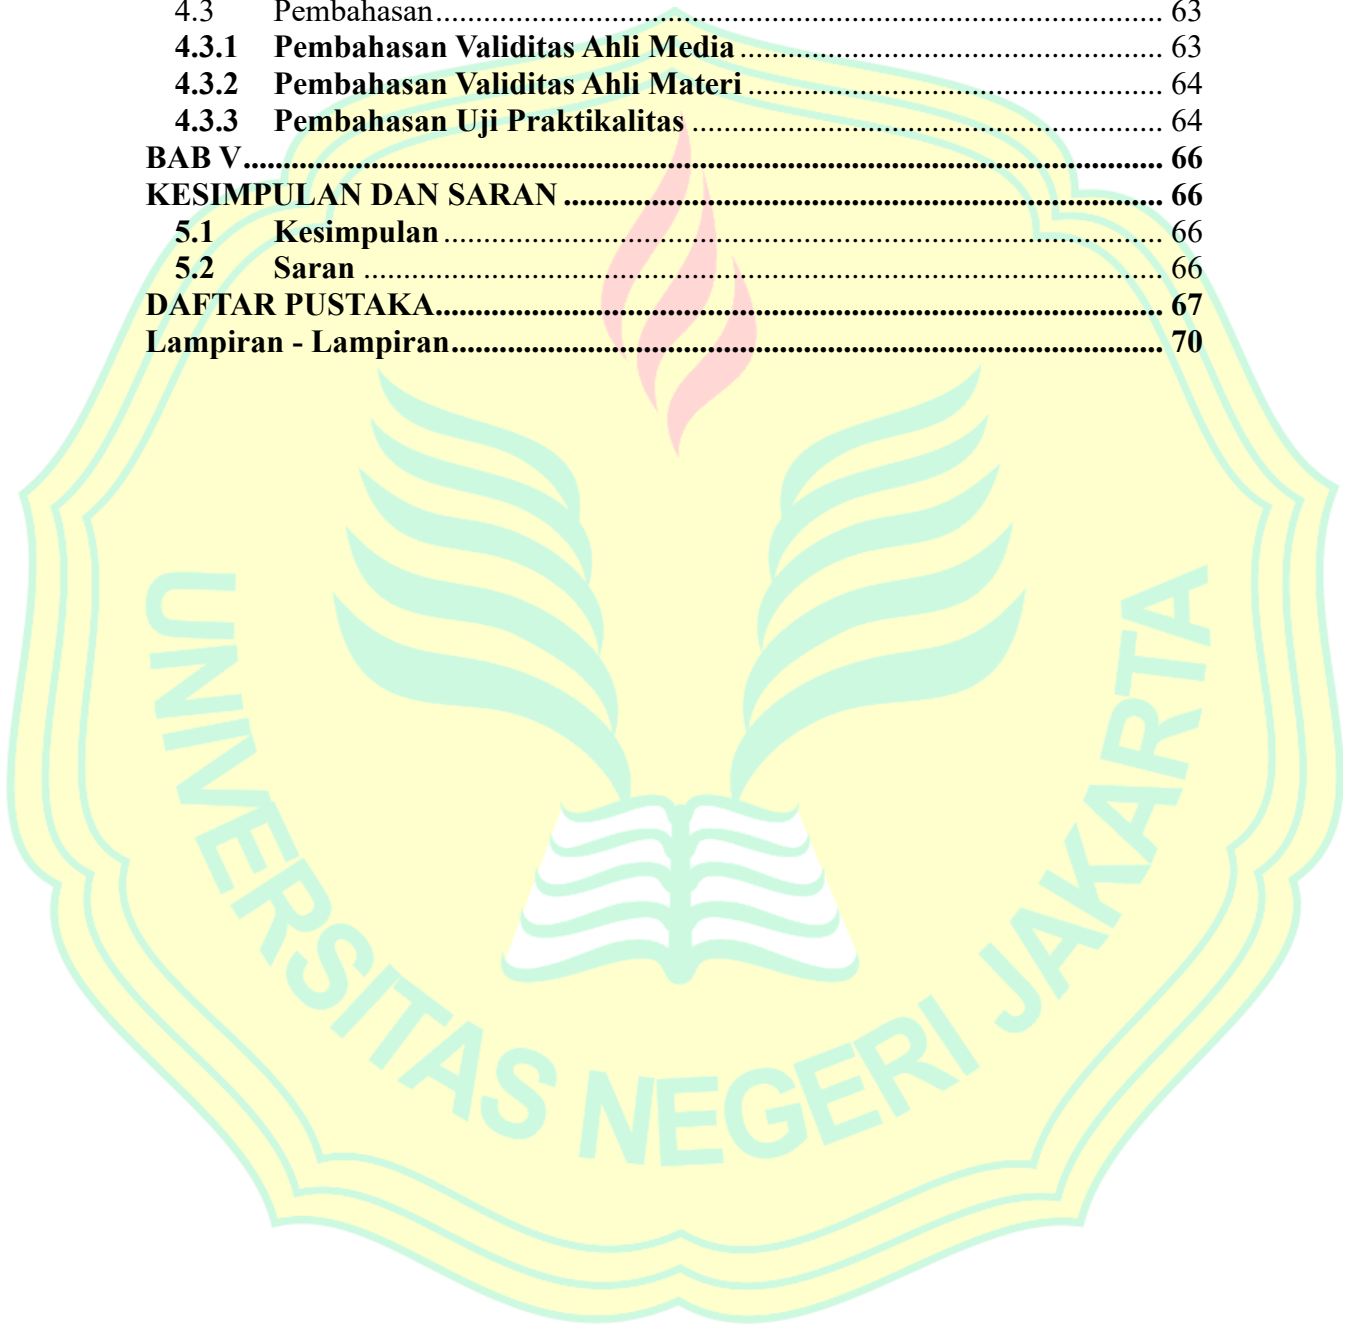 4.3 Pembahasan........................................................................................... 63
4.3.1 Pembahasan Validitas Ahli Media..................................................... 63
4.3.2 Pembahasan Validitas Ahli Materi.................................................... 64
4.3.3 Pembahasan Uji Praktikalitas........................................................... 64
BAB V................................................................................................................... 66
KESIMPULAN DAN SARAN........................................................................... 66
5.1 Kesimpulan.......................................................................................... 66
5.2 Saran.................................................................................................... 66
DAFTAR PUSTAKA........................................................................................... 67
Lampiran - Lampiran......................................................................................... 70
UNIVERSITAS NEGERI JAKARTA